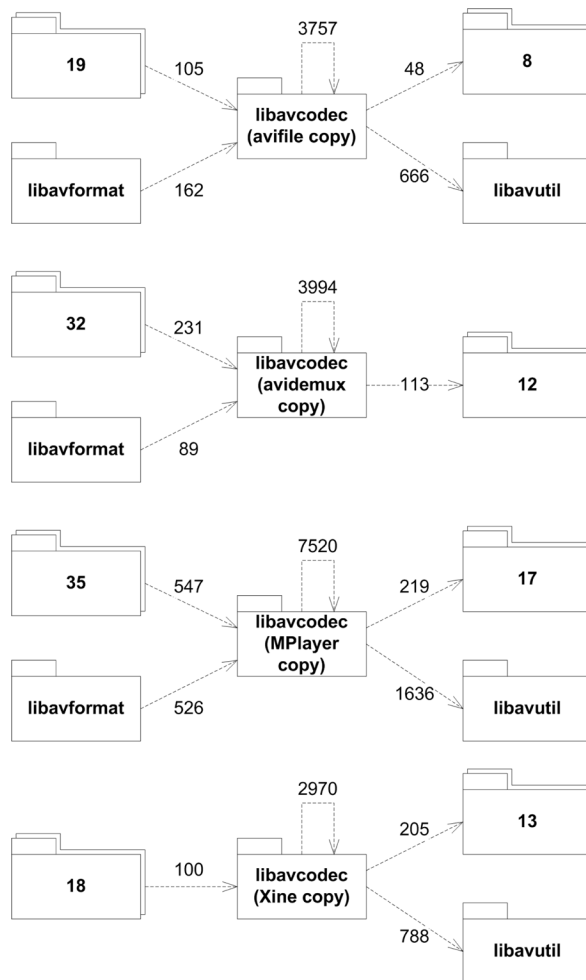 3757
19
105
48
8
libavcodec
(avifile copy)
libavformat
162
666
libavutil
3994
32
231
libavcodec
(avidemux
copy)
113
12
libavformat
89
7520
35
547
219
17
libavcodec
(MPlayer
copy)
libavformat
526
1636
libavutil
2970
205
13
18
100
libavcodec
(Xine copy)
788
libavutil